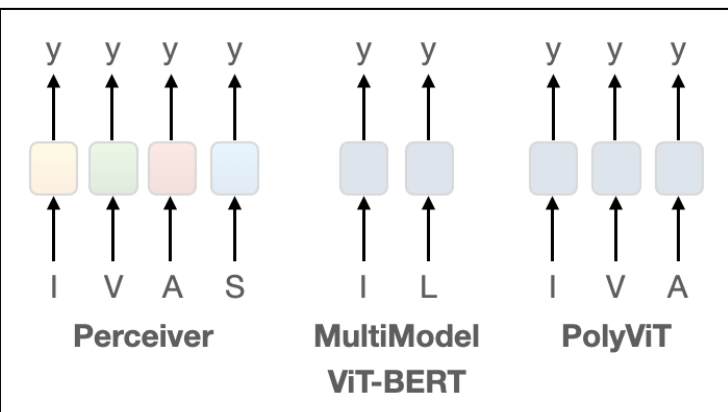 y y y y y y y y y
I V A S I L I V A
Perceiver MultiModel PolyViT
ViT-BERT